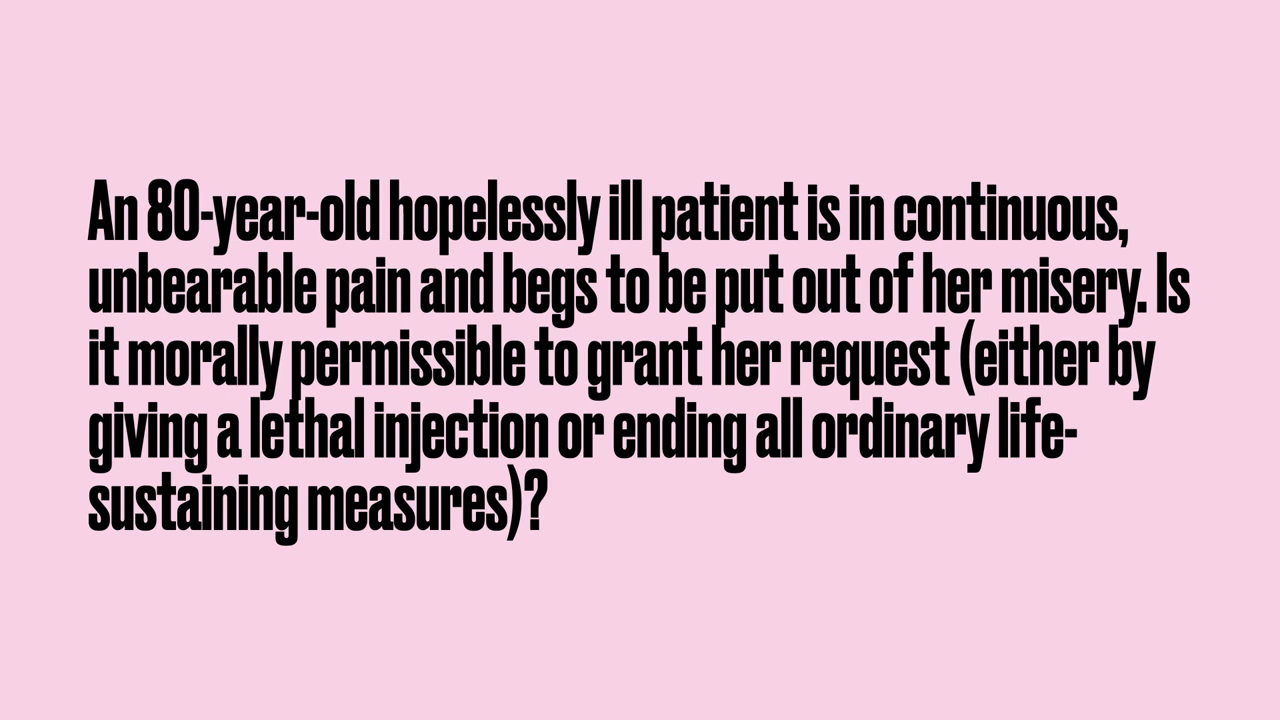 An 80-year-old hopelessly ill patient is in continuous,
unbearable pain and begs to be put out of her misery. Is
it morally permissible to grant her request (either by
giving a lethal injection or ending all ordinary life-
sustaining measures)?